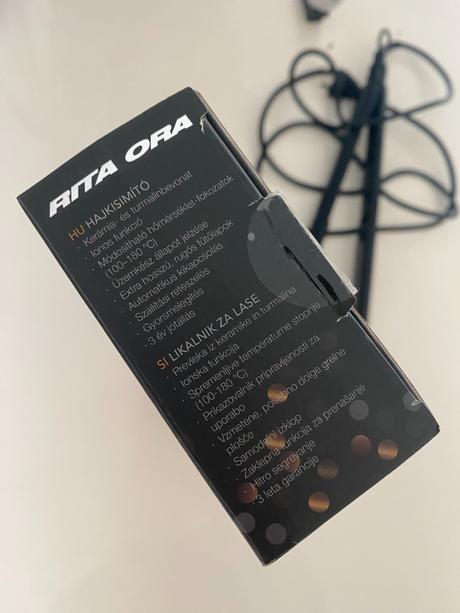 RITA ORA
HU HAJKISIMÍTÓ
· Kerámia- és turmalinbevonat
· Ionos funkció
· Módosítható hőmérséklet-fokozatok
(100-180 °C)
· Üzemkész állapot jelzése
· Extra hosszú, rugós fűtőlapok
· Automatikus kikapcsolás
· Szállítási reteszelés
· Gyorsmelegítés
· 3 év jótállás
SI LIKALNIK ZA LASE
· Prevleka iz keramike in turmalina
· Ionska funkcija
· Spremenljive temperaturne stopnje
(100-180 °C)
· Prikazovalnik pripravljenosti za
uporabo
· Vzmetene, posebno dolge grelne
plošče
· Samodejni izklop
· Zaklepna funkcija za prenašanje
· Hitro segrevanje
· 3 leta garancije